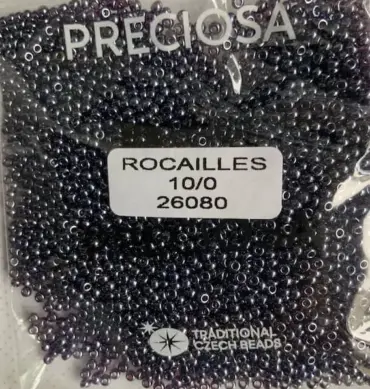 PRECIOSA
ROCAILLES
10/0
26080
TRADITIONAL
CZECH BEADS